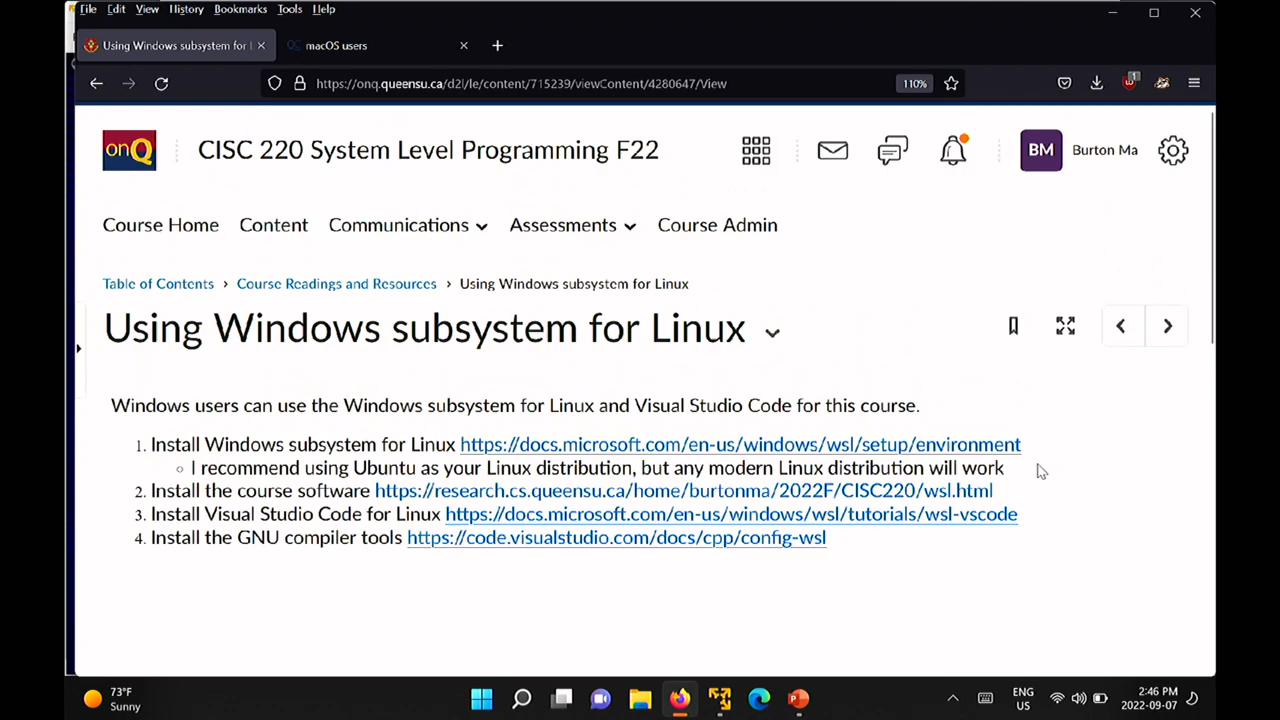 File Edit View History Bookmarks Tools Help
Using Windows subsystem for l
macOS users
https://onq.queensu.ca/d2l/le/content/715239/viewContent/4280647/View 110%
onQ CISC 220 System Level Programming F22 BM Burton Ma
Course Home Content Communications Assessments Course Admin
Table of Contents › Course Readings and Resources › Using Windows subsystem for Linux
Using Windows subsystem for Linux
Windows users can use the Windows subsystem for Linux and Visual Studio Code for this course.
1. Install Windows subsystem for Linux https://docs.microsoft.com/en-us/windows/wsl/setup/environment
○ I recommend using Ubuntu as your Linux distribution, but any modern Linux distribution will work
2. Install the course software https://research.cs.queensu.ca/home/burtonma/2022F/CISC220/wsl.html
3. Install Visual Studio Code for Linux https://docs.microsoft.com/en-us/windows/wsl/tutorials/wsl-vscode
4. Install the GNU compiler tools https://code.visualstudio.com/docs/cpp/config-wsl
73°F
Sunny
ENG
US
2:46 PM
2022-09-07